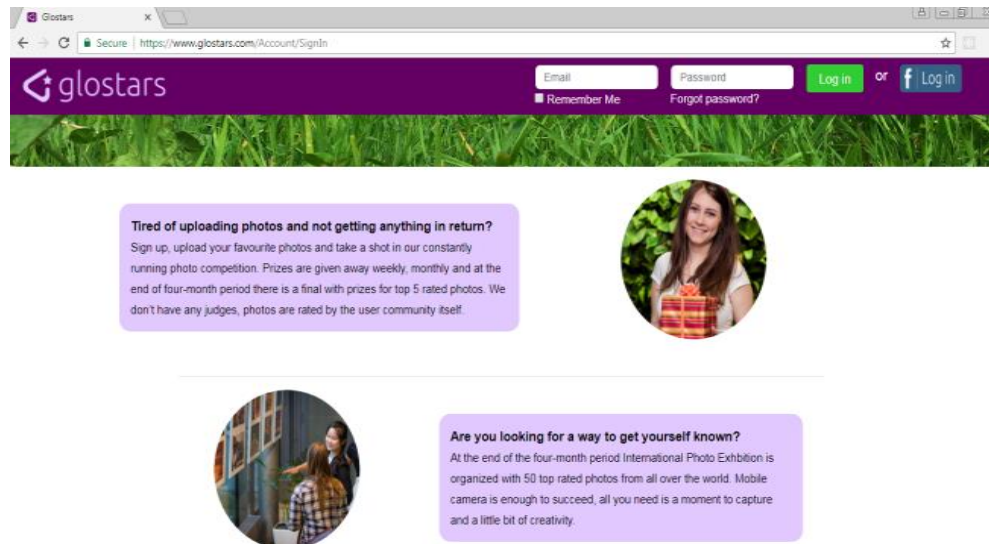 Glostars
Secure https://www.glostars.com/Account/SignIn
glostars
Email Password Log in or f Log in
Remember Me Forgot password?
Tired of uploading photos and not getting anything in return?
Sign up, upload your favourite photos and take a shot in our constantly
running photo competition. Prizes are given away weekly, monthly and at the
end of four-month period there is a final with prizes for top 5 rated photos. We
don't have any judges, photos are rated by the user community itself.
Are you looking for a way to get yourself known?
At the end of the four-month period International Photo Exhbition is
organized with 50 top rated photos from all over the world. Mobile
camera is enough to succeed, all you need is a moment to capture
and a little bit of creativity.